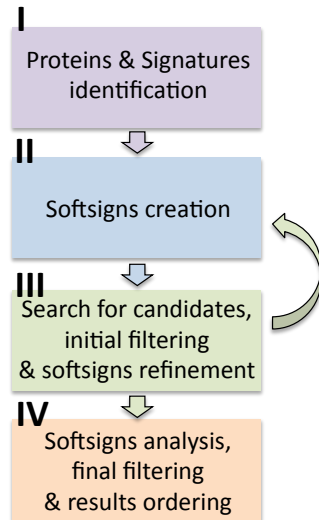 I
Proteins & Signatures
identification
II
Softsigns creation
III
Search for candidates,
initial filtering
& softsigns refinement
IV
Softsigns analysis,
final filtering
& results ordering